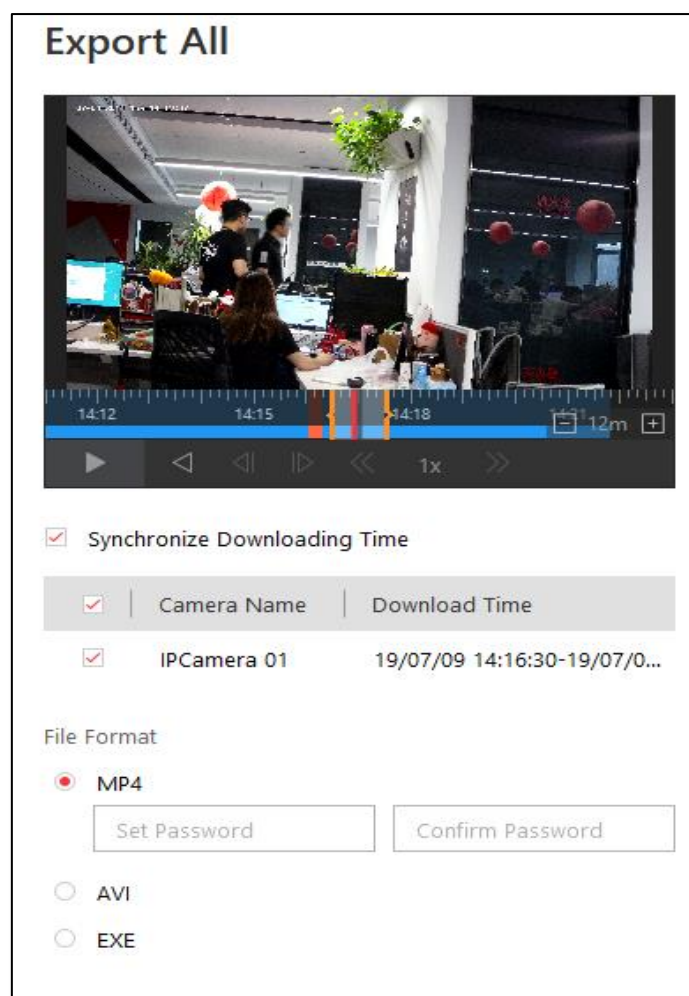 Export All
14:12 14:15 14:18
12m
1x
Synchronize Downloading Time
Camera Name Download Time
IPCamera 01 19/07/09 14:16:30-19/07/0...
File Format
MP4
Set Password Confirm Password
AVI
EXE